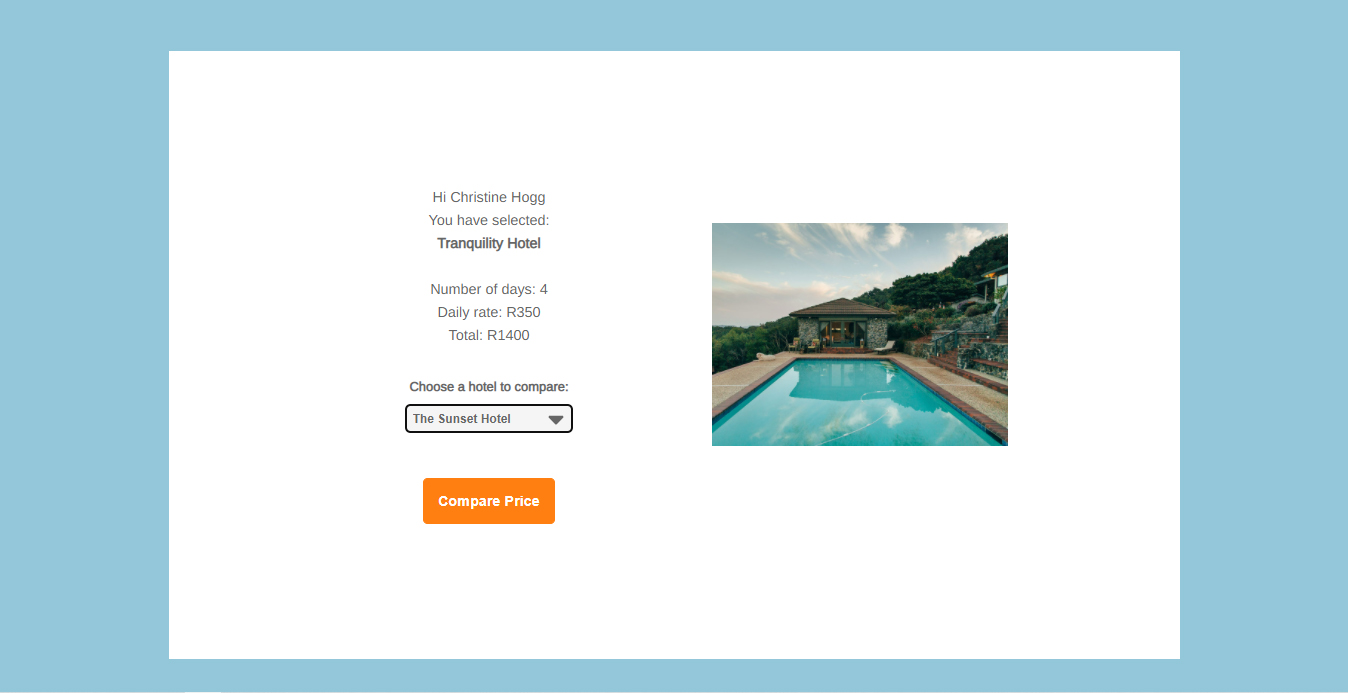 Hi Christine Hogg
You have selected:
Tranquility Hotel
Number of days: 4
Daily rate: R350
Total: R1400
Choose a hotel to compare:
The Sunset Hotel
Compare Price